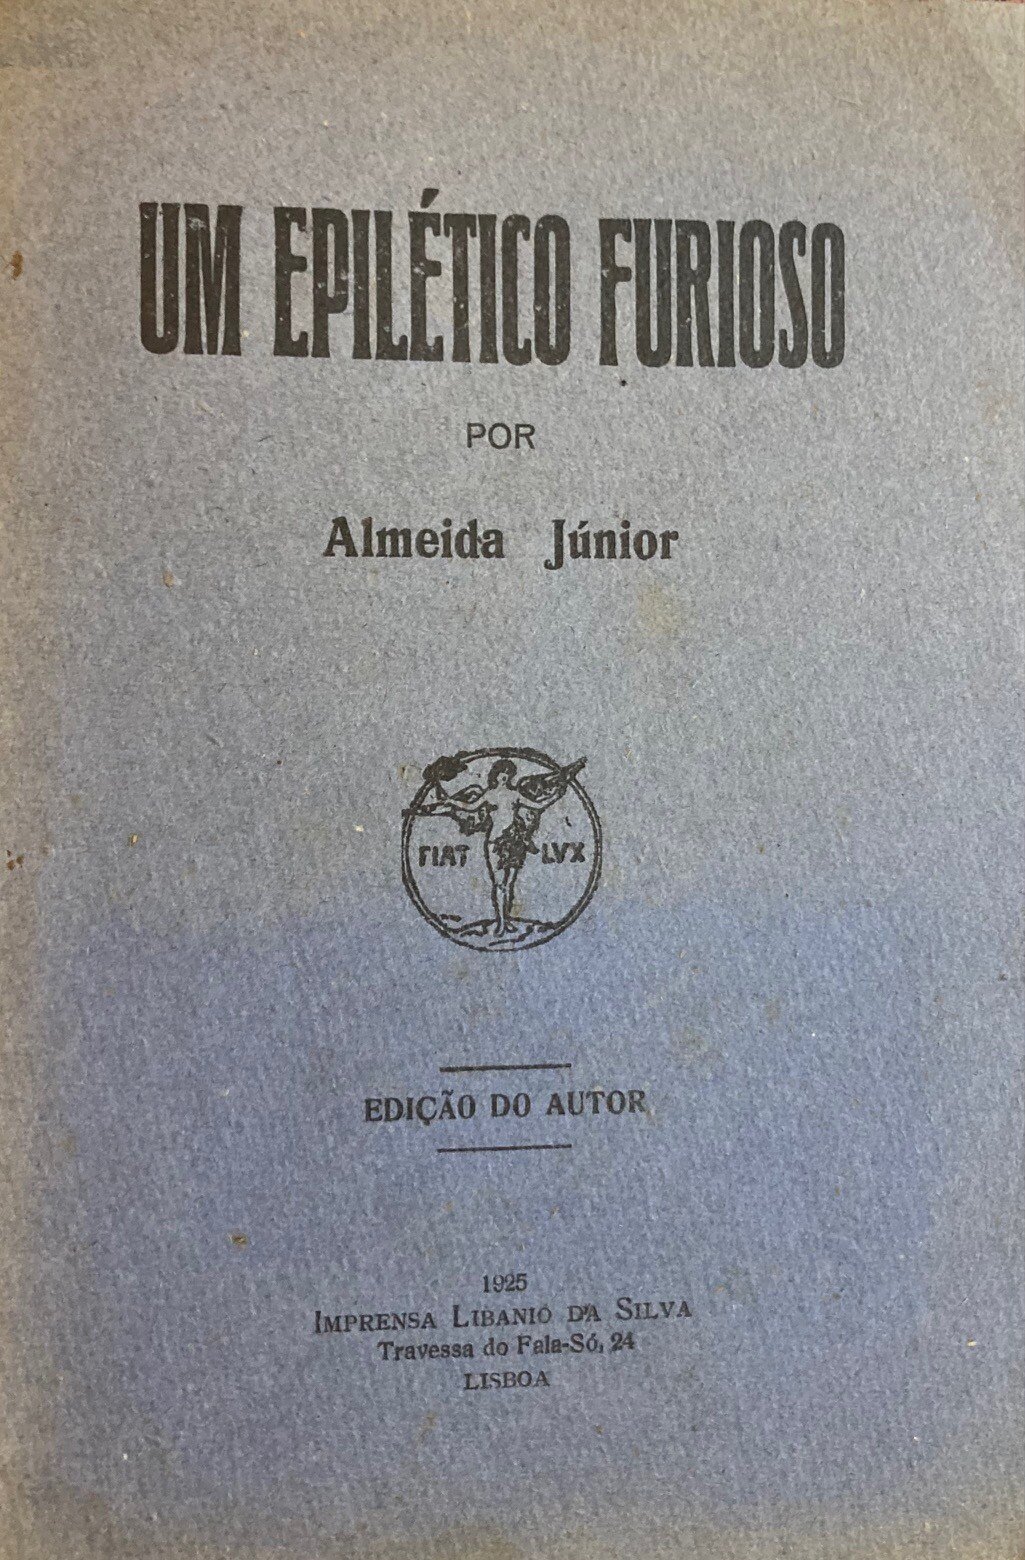 UM EPILÉTICO FURIOSO
POR
Almeida Júnior
FIAT LVX
EDIÇÃO DO AUTOR
1925
IMPRENSA LIBANIO DA SILVA
Travessa do Fala-Só, 24
LISBOA